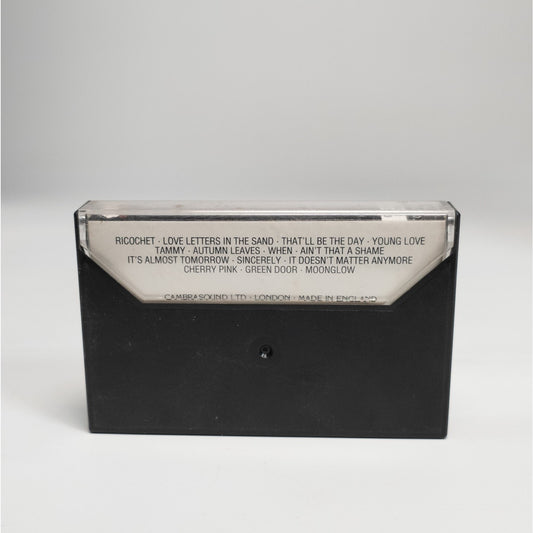 RICOCHET · LOVE LETTERS IN THE SAND · THAT'LL BE THE DAY · YOUNG LOVE
TAMMY · AUTUMN LEAVES · WHEN · AIN'T THAT A SHAME
IT'S ALMOST TOMORROW · SINCERELY · IT DOESN'T MATTER ANYMORE
CHERRY PINK · GREEN DOOR · MOONGLOW
CAMBRASOUND LTD · LONDON · MADE IN ENGLAND